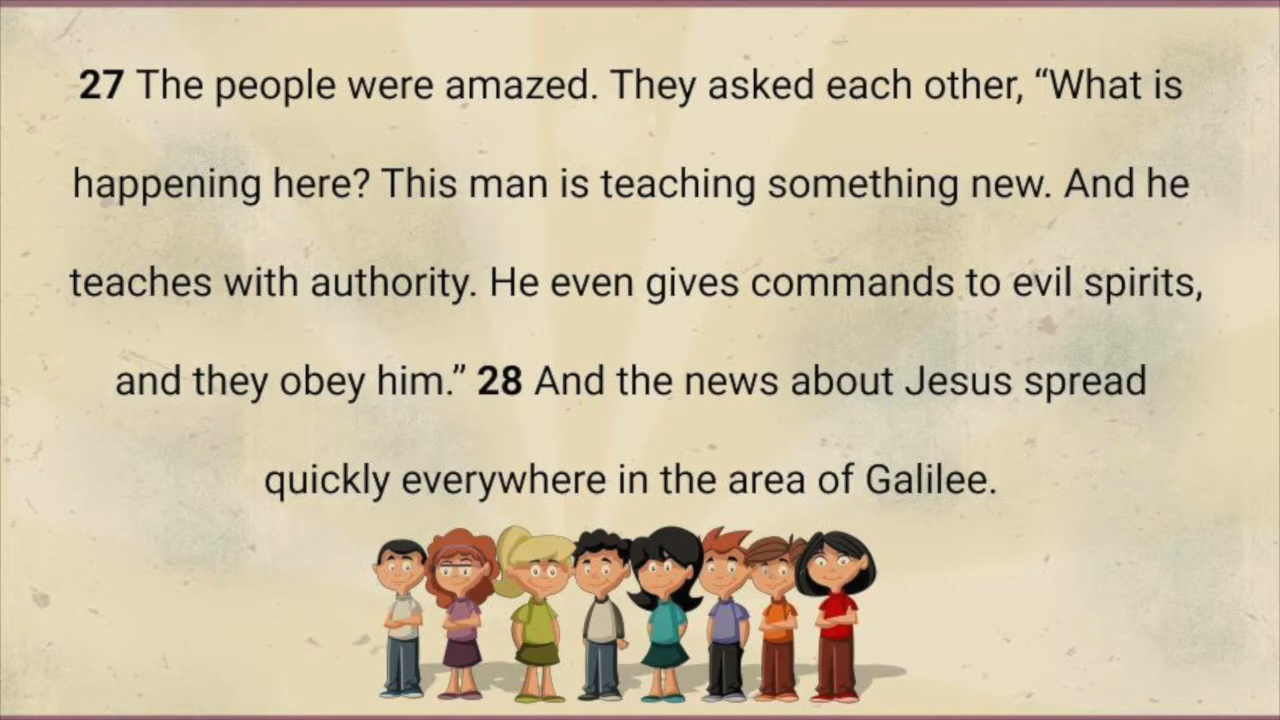 27 The people were amazed. They asked each other, “What is
happening here? This man is teaching something new. And he
teaches with authority. He even gives commands to evil spirits,
and they obey him.” 28 And the news about Jesus spread
quickly everywhere in the area of Galilee.